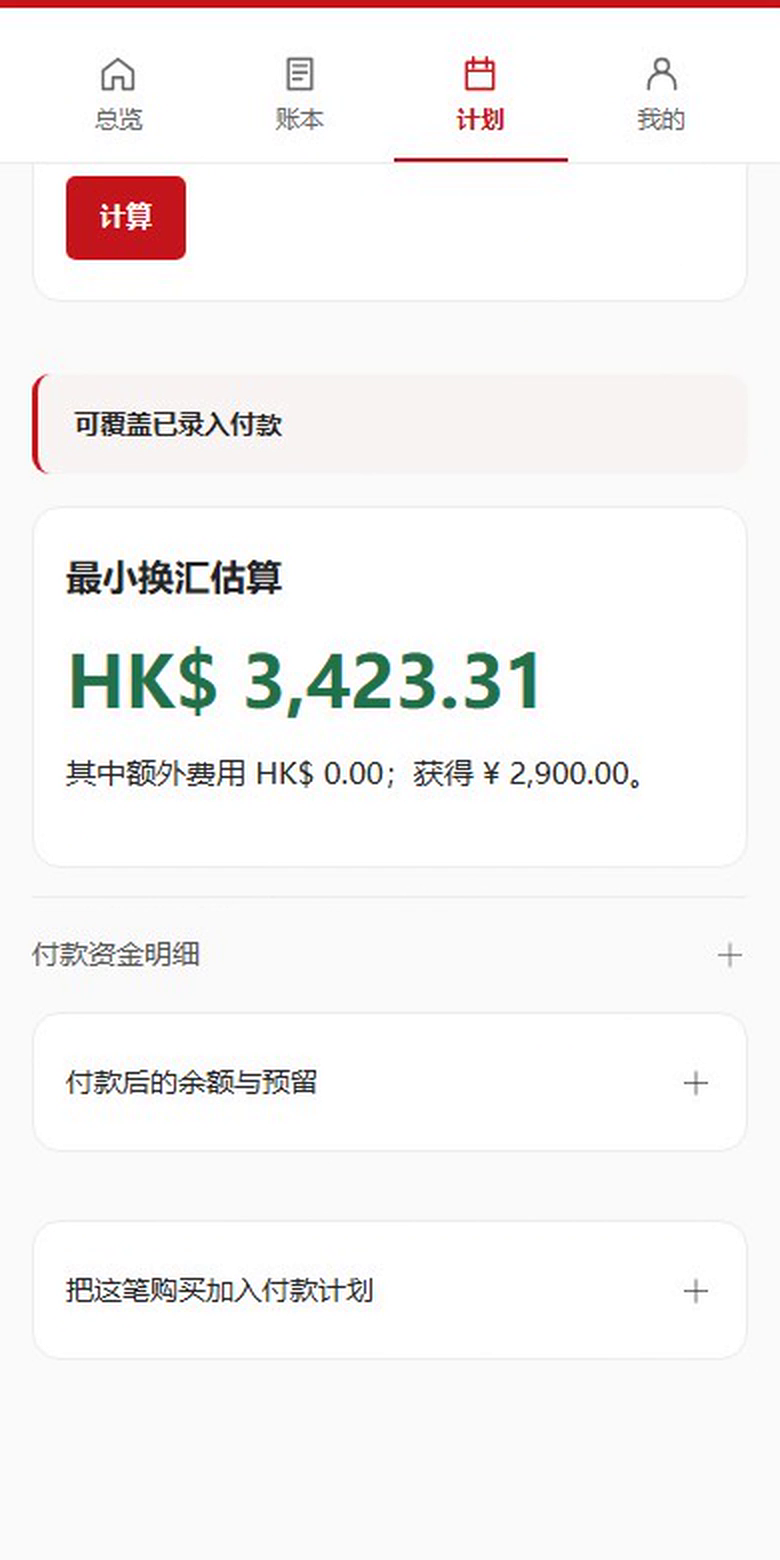 总览
账本
计划
我的
计算
可覆盖已录入付款
最小换汇估算
HK$ 3,423.31
其中额外费用 HK$ 0.00；获得 ¥ 2,900.00。
付款资金明细
付款后的余额与预留
把这笔购买加入付款计划